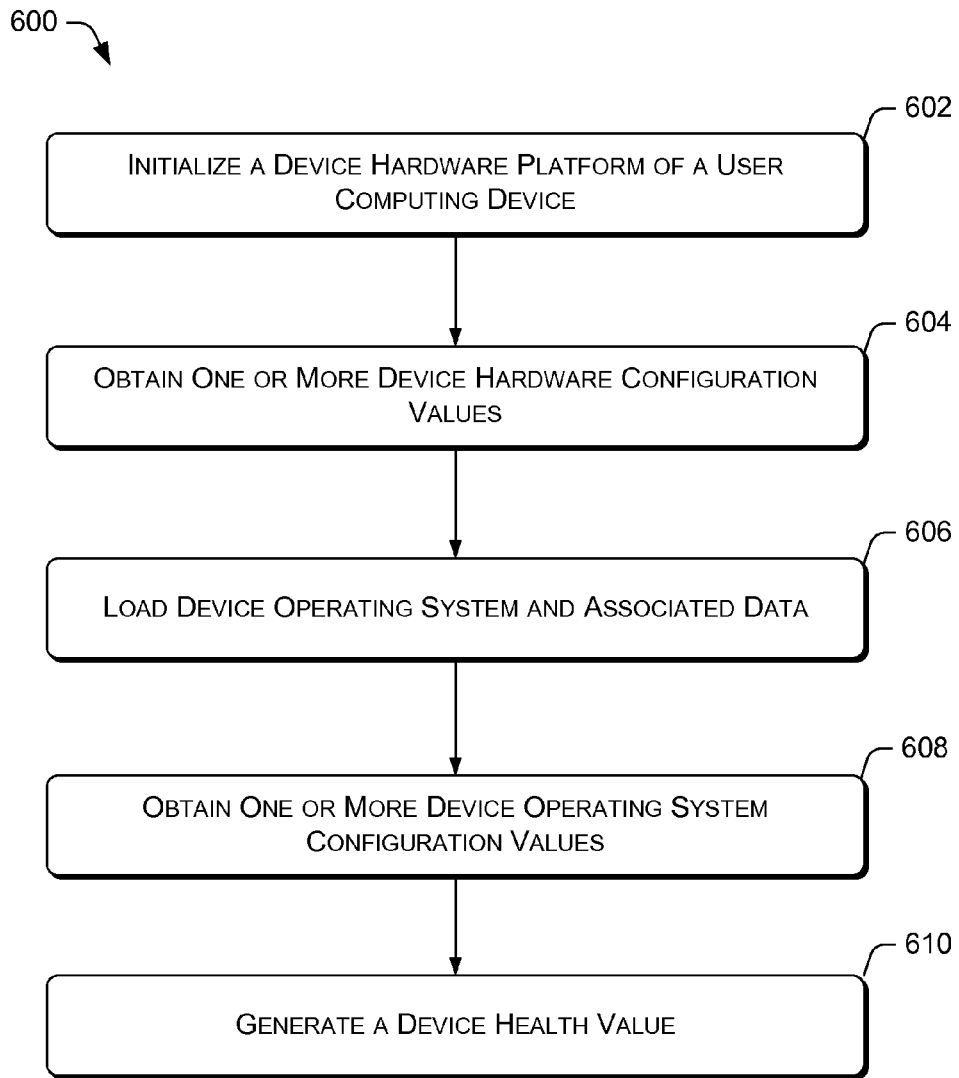 600
602
INITIALIZE A DEVICE HARDWARE PLATFORM OF A USER
COMPUTING DEVICE
604
OBTAIN ONE OR MORE DEVICE HARDWARE CONFIGURATION
VALUES
606
LOAD DEVICE OPERATING SYSTEM AND ASSOCIATED DATA
608
OBTAIN ONE OR MORE DEVICE OPERATING SYSTEM
CONFIGURATION VALUES
610
GENERATE A DEVICE HEALTH VALUE